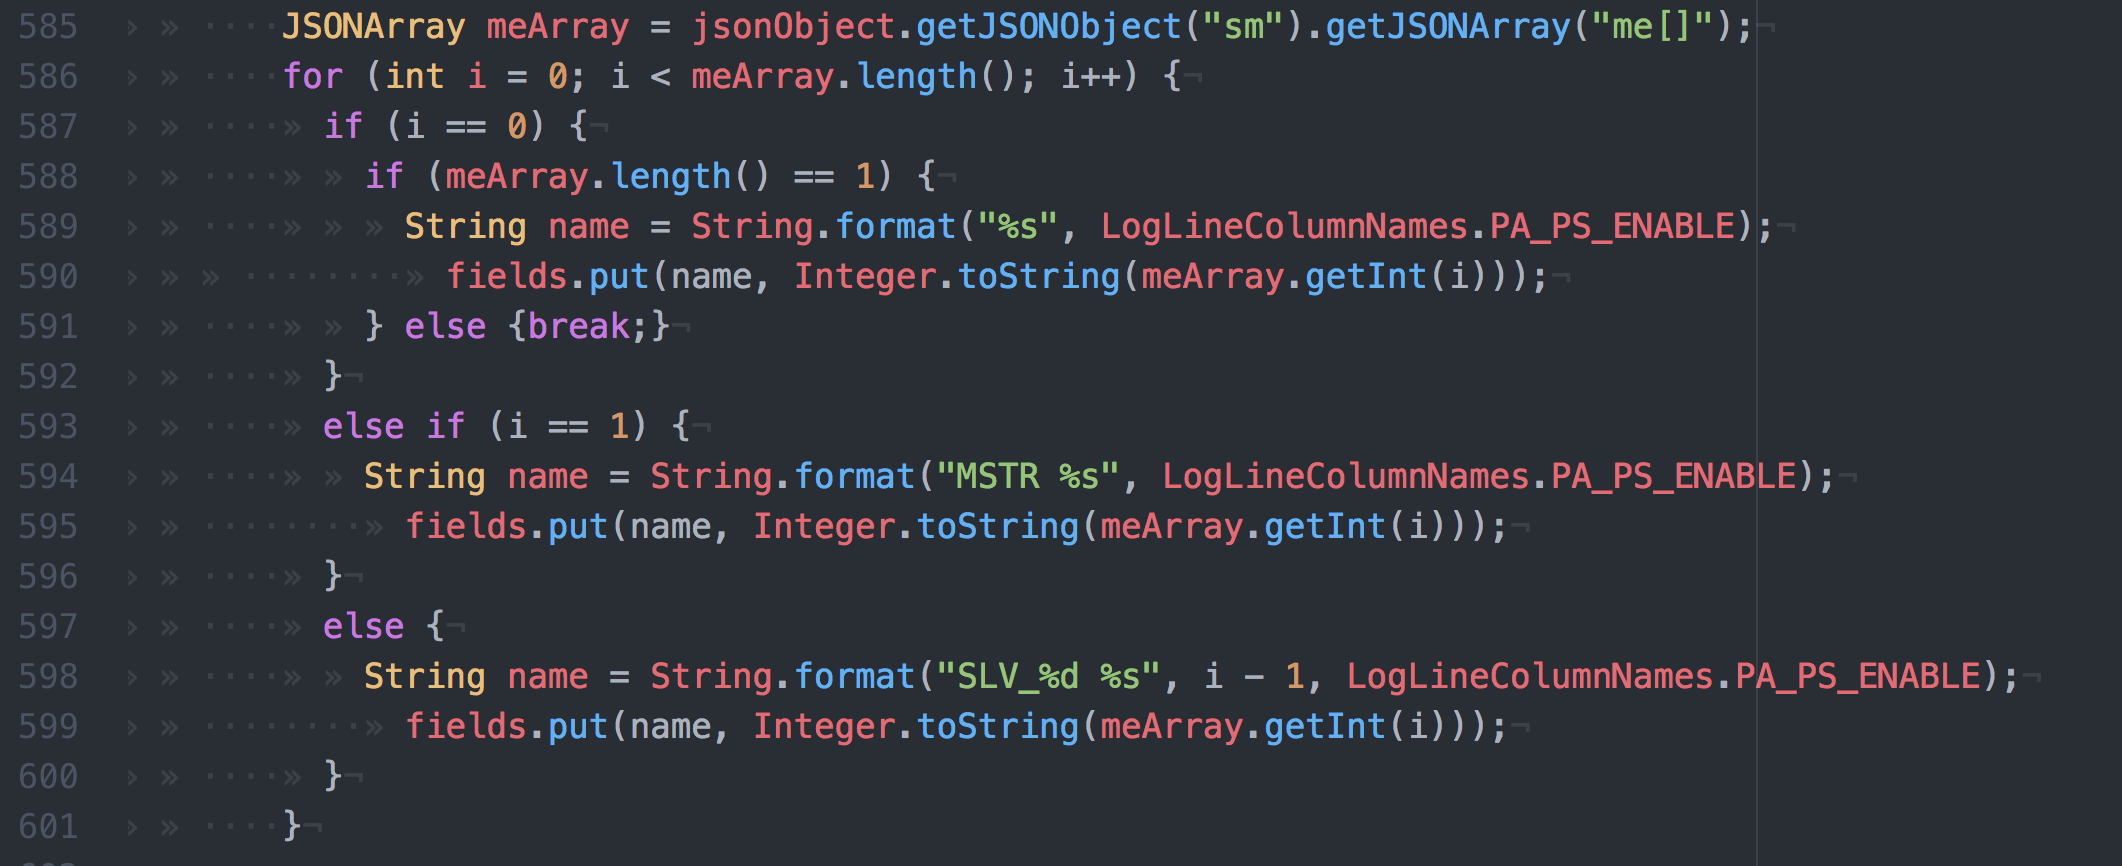 585 JSONArray meArray = jsonObject.getJSONObject("sm").getJSONArray("me[]");
586 for (int i = 0; i < meArray.length(); i++) {
587 if (i == 0) {
588 if (meArray.length() == 1) {
589 String name = String.format("%s", LogLineColumnNames.PA_PS_ENABLE);
590 fields.put(name, Integer.toString(meArray.getInt(i)));
591 } else {break;}
592 }
593 else if (i == 1) {
594 String name = String.format("MSTR %s", LogLineColumnNames.PA_PS_ENABLE);
595 fields.put(name, Integer.toString(meArray.getInt(i)));
596 }
597 else {
598 String name = String.format("SLV_%d %s", i - 1, LogLineColumnNames.PA_PS_ENABLE);
599 fields.put(name, Integer.toString(meArray.getInt(i)));
600 }
601 }